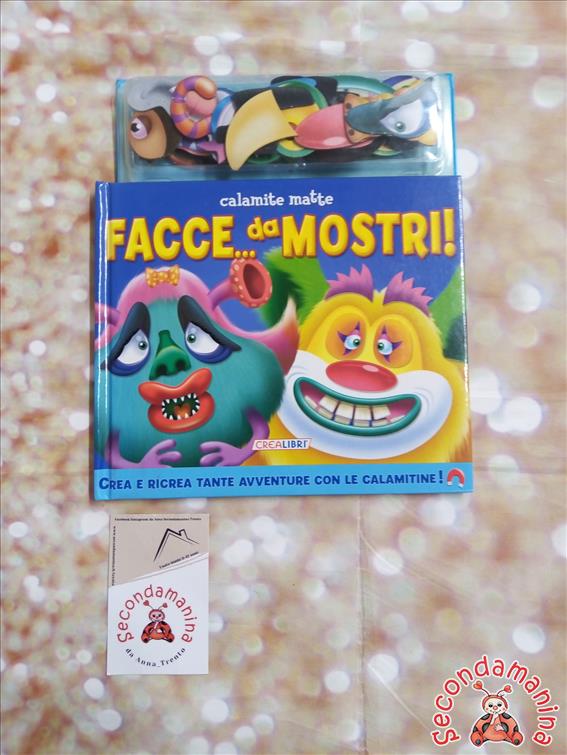 calamite matte
FACCE... da MOSTRI!
CREALIBRI
CREA E RICREA TANTE AVVENTURE CON LE CALAMITINE!
Secondamanina
da Anna_Trento
Secondamanina